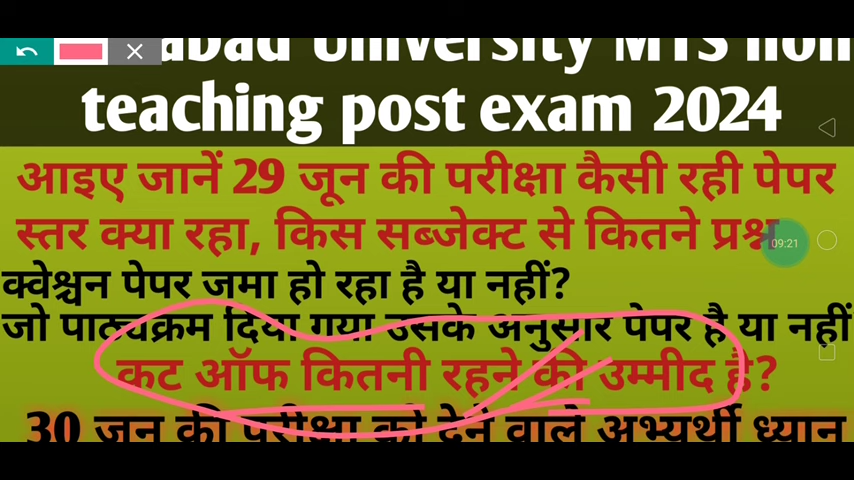 University MTS non
teaching post exam 2024
आइए जानें 29 जून की परीक्षा कैसी रही पेपर
स्तर क्या रहा, किस सब्जेक्ट से कितने प्रश्न
09:21
क्वेश्चन पेपर जमा हो रहा है या नहीं?
जो पाठ्यक्रम दिया गया उसके अनुसार पेपर है या नहीं
कट ऑफ कितनी रहने की उम्मीद है?
30 जून की परीक्षा को देने वाले अभ्यर्थी ध्यान